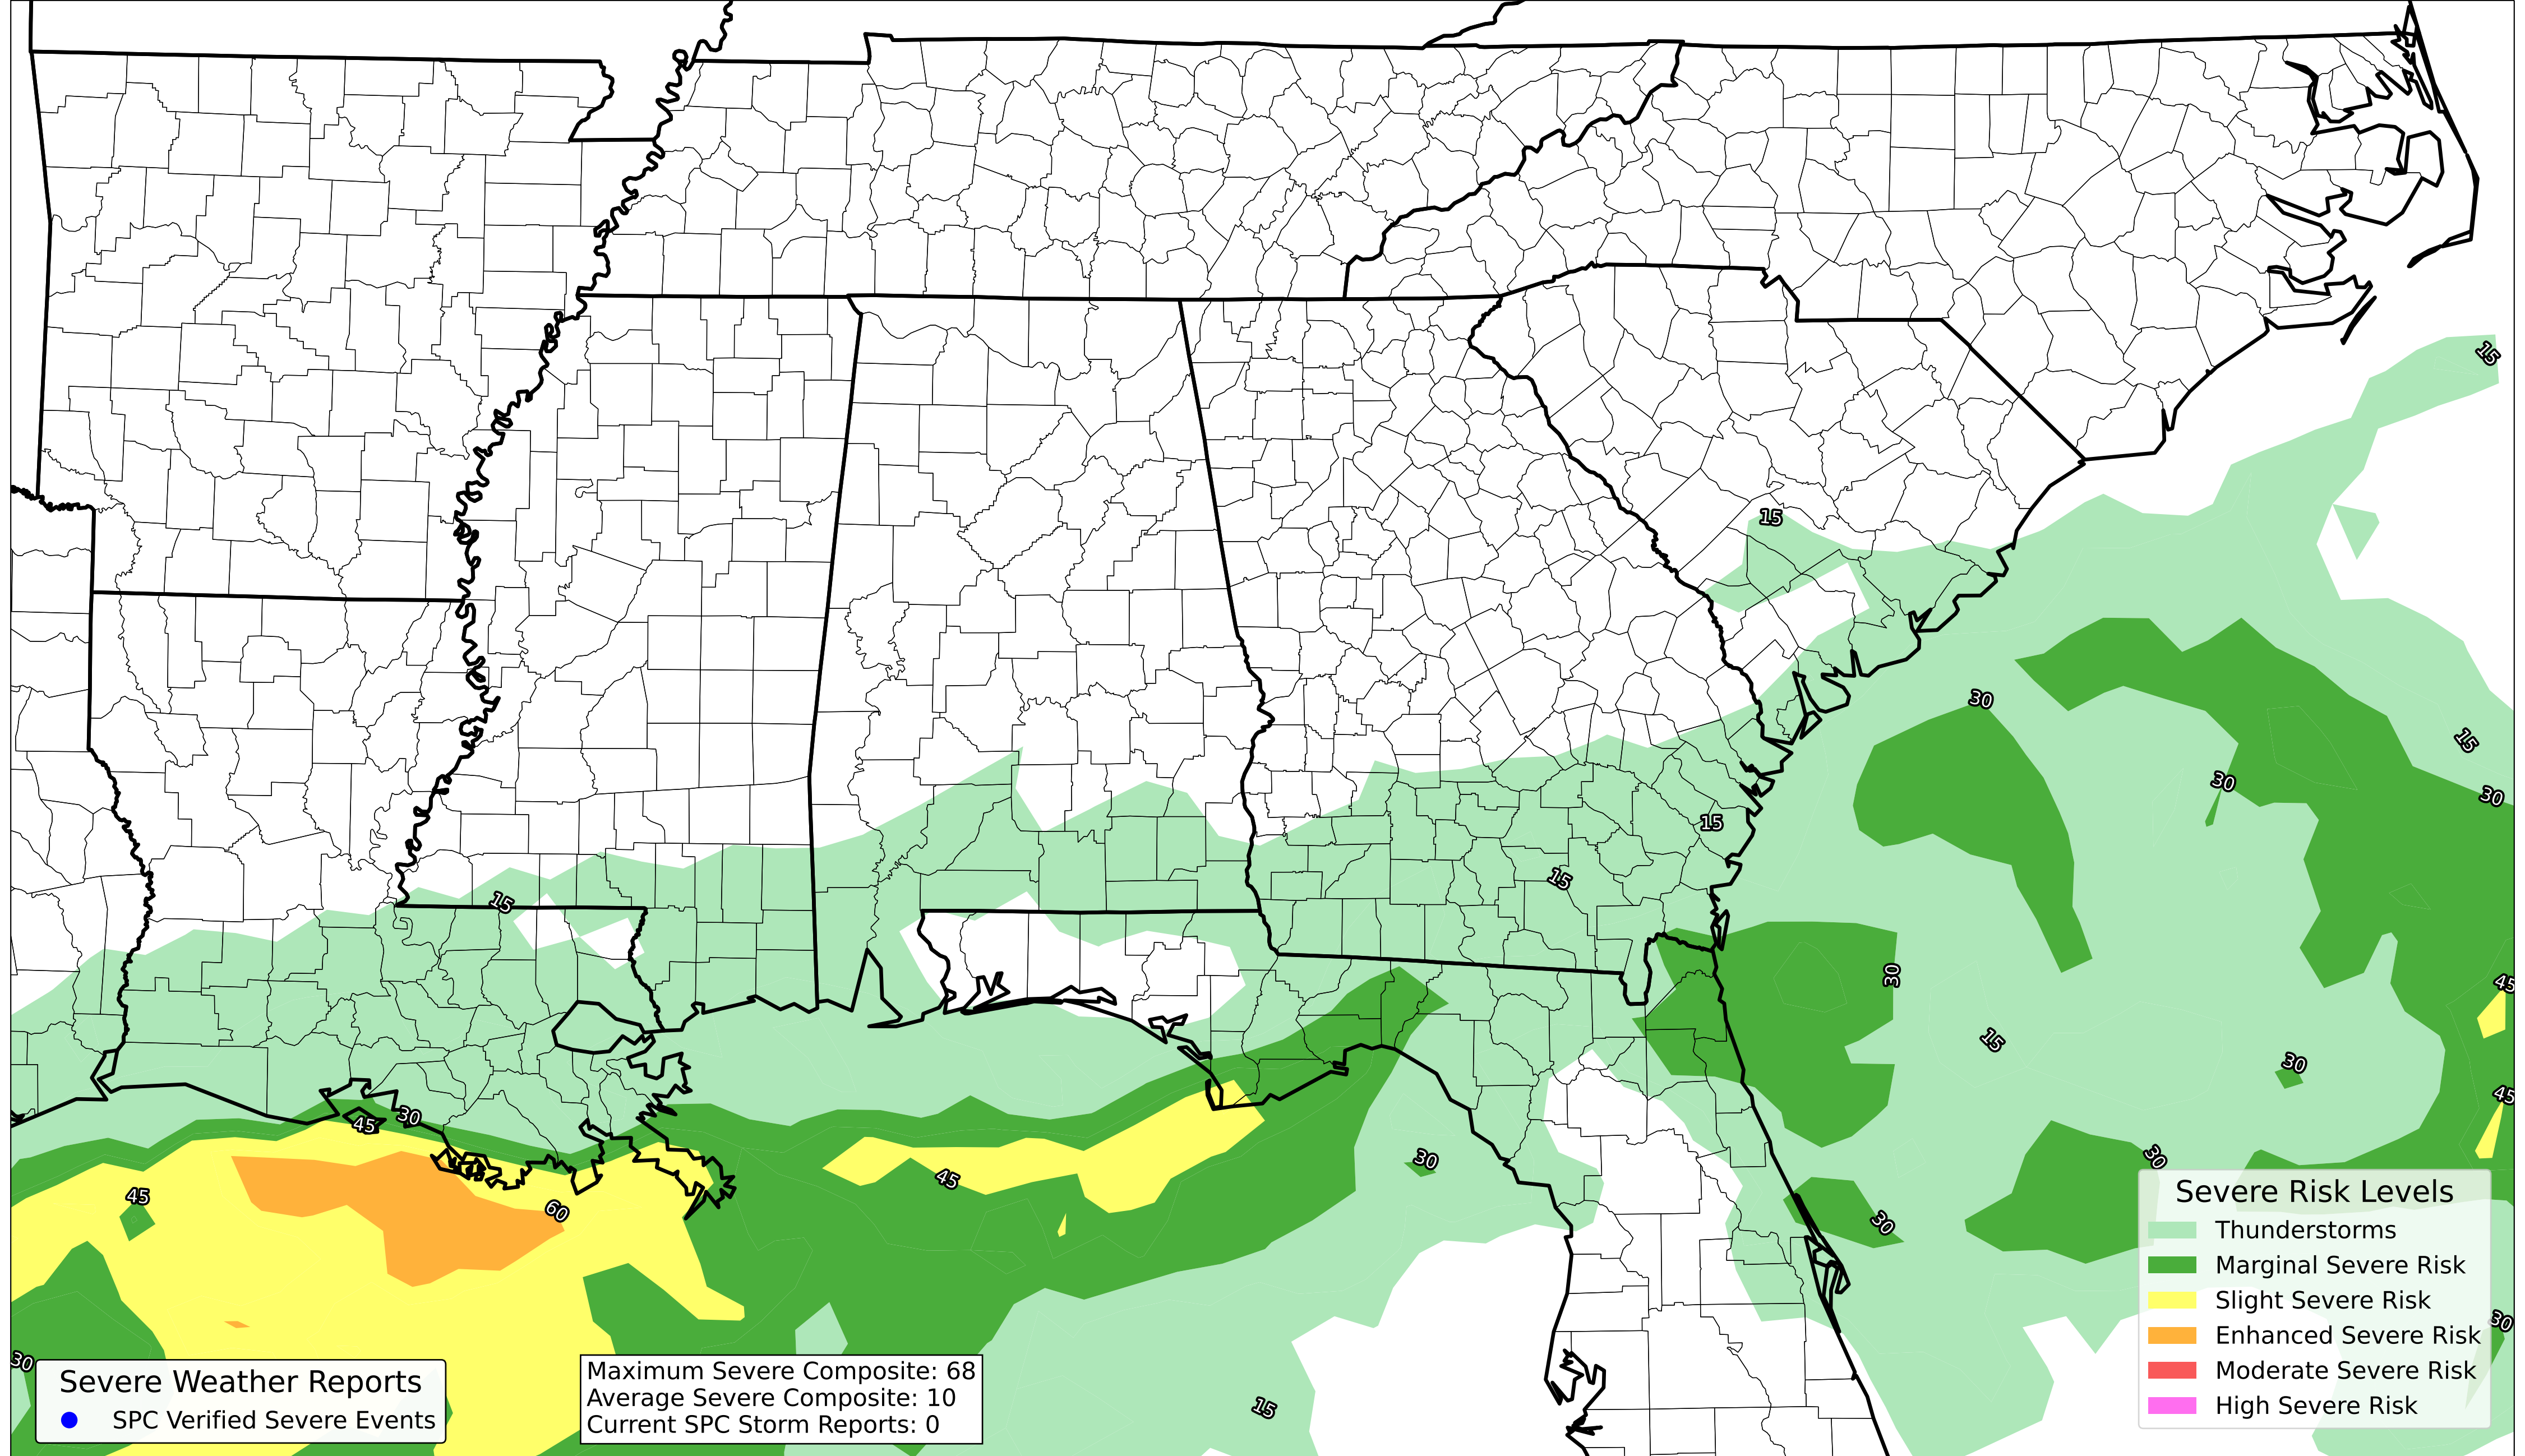 15
15
30
15
30
30
15
15
15
30
45
15
30
45
30
45
30
30
45
45
60
30
30
30
15
Severe Risk Levels
Thunderstorms
Marginal Severe Risk
Slight Severe Risk
Enhanced Severe Risk
Moderate Severe Risk
High Severe Risk
Severe Weather Reports
SPC Verified Severe Events
Maximum Severe Composite: 68
Average Severe Composite: 10
Current SPC Storm Reports: 0